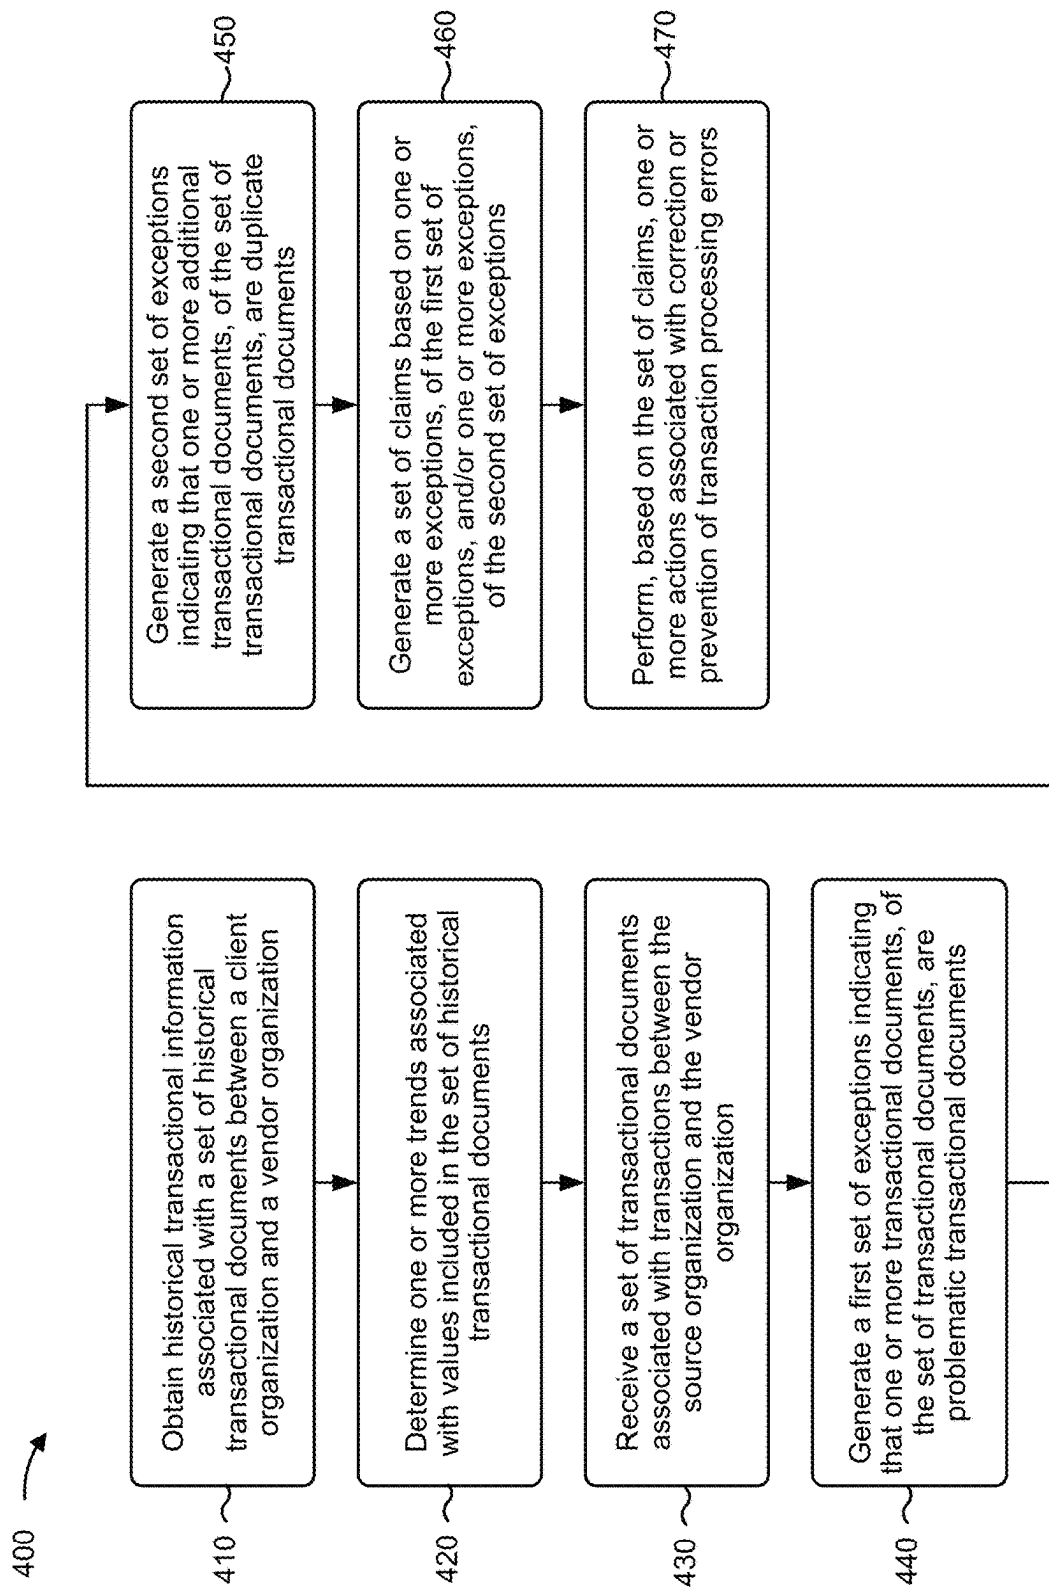 400
410
Obtain historical transactional information
associated with a set of historical
transactional documents between a client
organization and a vendor organization
420
Determine one or more trends associated
with values included in the set of historical
transactional documents
430
Receive a set of transactional documents
associated with transactions between the
source organization and the vendor
organization
440
Generate a first set of exceptions indicating
that one or more transactional documents, of
the set of transactional documents, are
problematic transactional documents
450
Generate a second set of exceptions
indicating that one or more additional
transactional documents, of the set of
transactional documents, are duplicate
transactional documents
460
Generate a set of claims based on one or
more exceptions, of the first set of
exceptions, and/or one or more exceptions,
of the second set of exceptions
470
Perform, based on the set of claims, one or
more actions associated with correction or
prevention of transaction processing errors